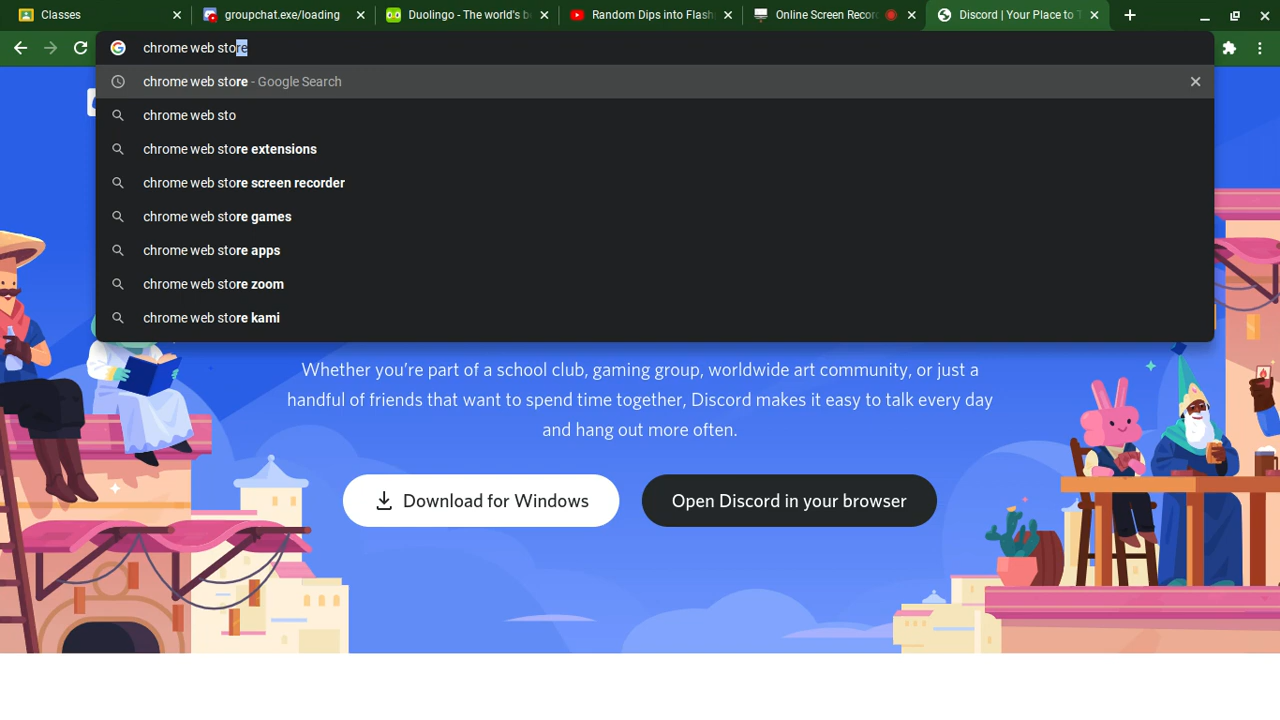 Classes
groupchat.exe/loading
Duolingo - The world's b
Random Dips into Flash
Online Screen Recor
Discord | Your Place to T
chrome web store
chrome web store - Google Search
chrome web sto
chrome web store extensions
chrome web store screen recorder
chrome web store games
chrome web store apps
chrome web store zoom
chrome web store kami
Whether you're part of a school club, gaming group, worldwide art community, or just a
handful of friends that want to spend time together, Discord makes it easy to talk every day
and hang out more often.
Download for Windows
Open Discord in your browser